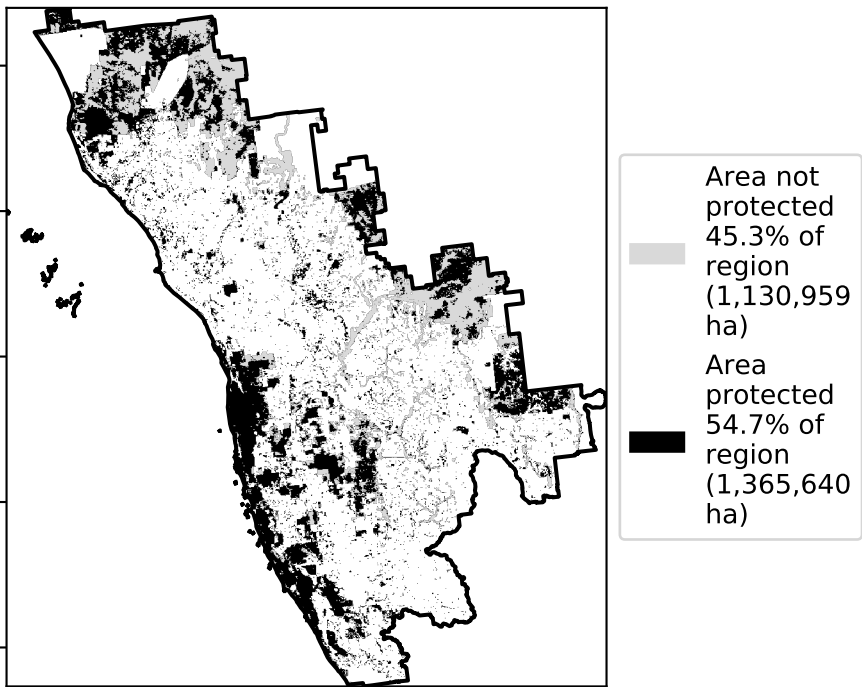 Area not
protected
45.3% of
region
(1,130,959
ha)
Area
protected
54.7% of
region
(1,365,640
ha)